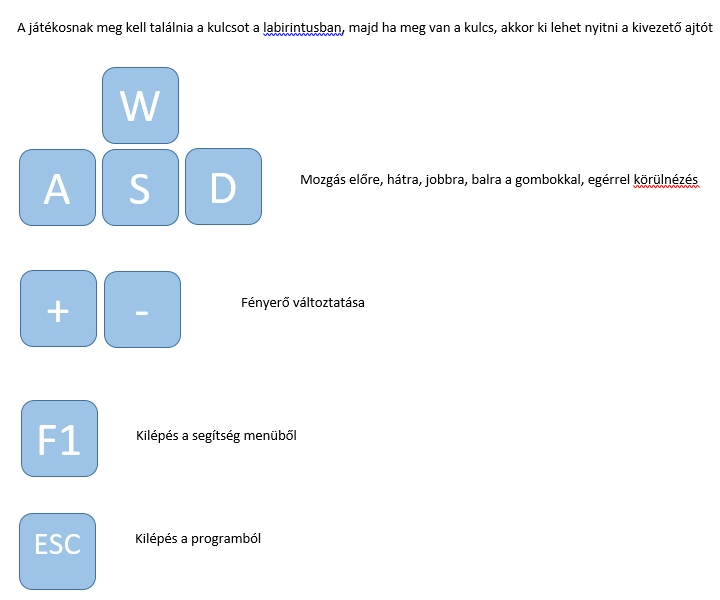 A játékosnak meg kell találnia a kulcsot a labirintusban, majd ha meg van a kulcs, akkor ki lehet nyitni a kivezető ajtót
W
A S D
Mozgás előre, hátra, jobbra, balra a gombokkal, egérrel körülnézés
+ -
Fényerő változtatása
F1
Kilépés a segítség menüből
ESC
Kilépés a programból